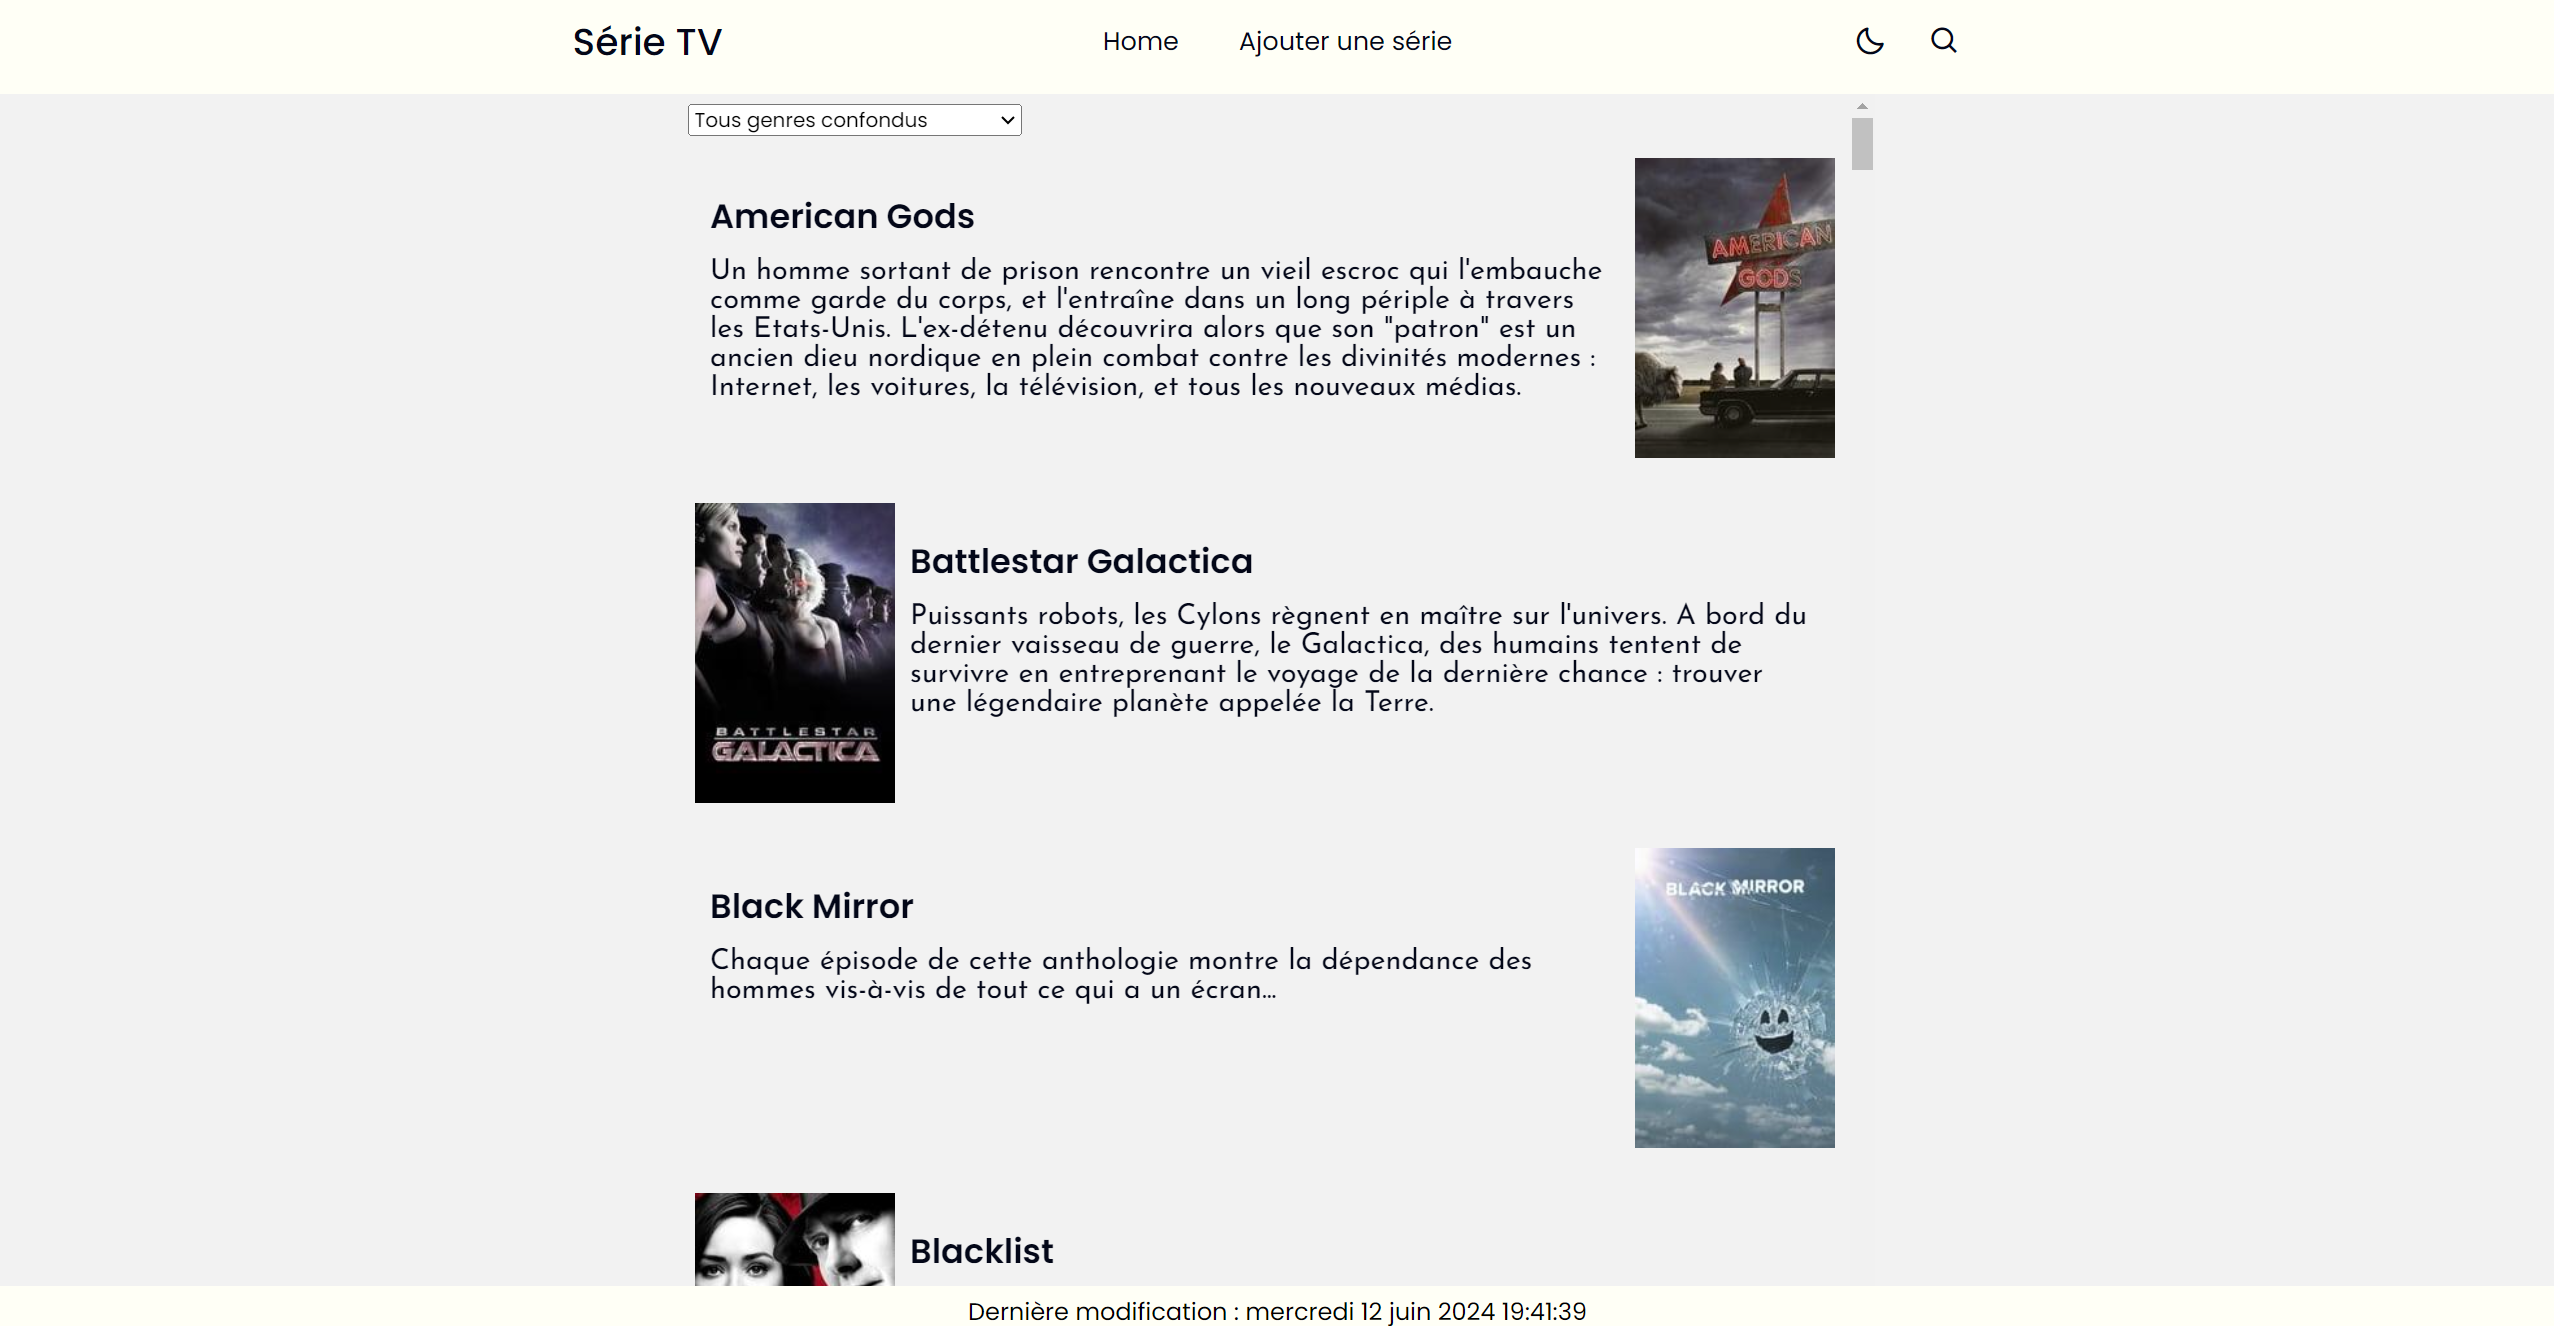 Série TV
Home
Ajouter une série
Tous genres confondus
American Gods
Un homme sortant de prison rencontre un vieil escroc qui l'embauche
comme garde du corps, et l'entraîne dans un long périple à travers
les Etats-Unis. L'ex-détenu découvrira alors que son "patron" est un
ancien dieu nordique en plein combat contre les divinités modernes :
Internet, les voitures, la télévision, et tous les nouveaux médias.
AMERICAN
GODS
BATTLESTAR
GALACTICA
Battlestar Galactica
Puissants robots, les Cylons règnent en maître sur l'univers. A bord du
dernier vaisseau de guerre, le Galactica, des humains tentent de
survivre en entreprenant le voyage de la dernière chance : trouver
une légendaire planète appelée la Terre.
Black Mirror
Chaque épisode de cette anthologie montre la dépendance des
hommes vis-à-vis de tout ce qui a un écran...
BLACK MIRROR
Blacklist
Dernière modification : mercredi 12 juin 2024 19:41:39